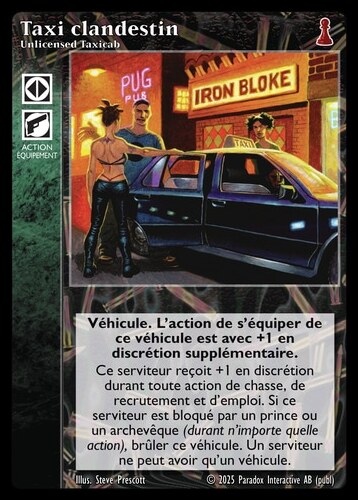 Taxi clandestin
Unlicensed Taxicab
ACTION
ÉQUIPEMENT
PUG
PUB
IRON BLOKE
TAXI
Véhicule. L'action de s'équiper de
ce véhicule est avec +1 en
discrétion supplémentaire.
Ce serviteur reçoit +1 en discrétion
durant toute action de chasse, de
recrutement et d'emploi. Si ce
serviteur est bloqué par un prince ou
un archevêque (durant n'importe quelle
action), brûler ce véhicule. Un serviteur
ne peut avoir qu'un véhicule.
Illus. Steve Prescott
© 2025 Paradox Interactive AB (publ)